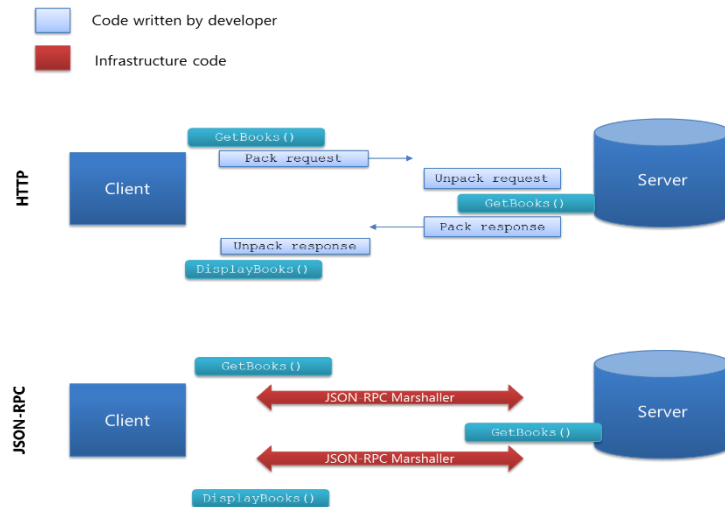 Code written by developer
Infrastructure code
HTTP
Client
GetBooks()
Pack request
Unpack request
GetBooks()
Pack response
Unpack response
DisplayBooks()
Server
JSON-RPC
Client
GetBooks()
JSON-RPC Marshaller
GetBooks()
JSON-RPC Marshaller
DisplayBooks()
Server